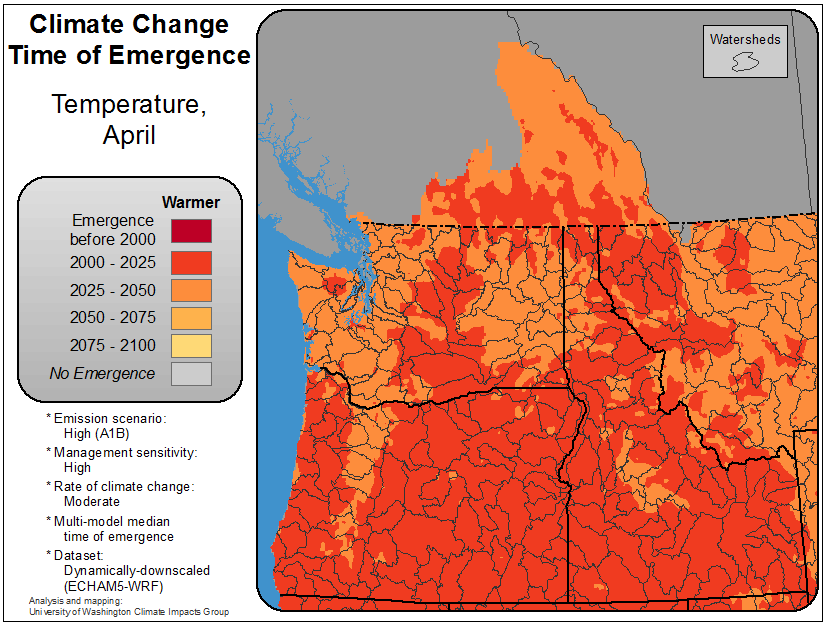 Climate Change
Time of Emergence
Temperature,
April
Warmer
Emergence
before 2000
2000 - 2025
2025 - 2050
2050 - 2075
2075 - 2100
No Emergence
* Emission scenario:
High (A1B)
* Management sensitivity:
High
* Rate of climate change:
Moderate
* Multi-model median
time of emergence
* Dataset:
Dynamically-downscaled
(ECHAM5-WRF)
Analysis and mapping:
University of Washington Climate Impacts Group
Watersheds